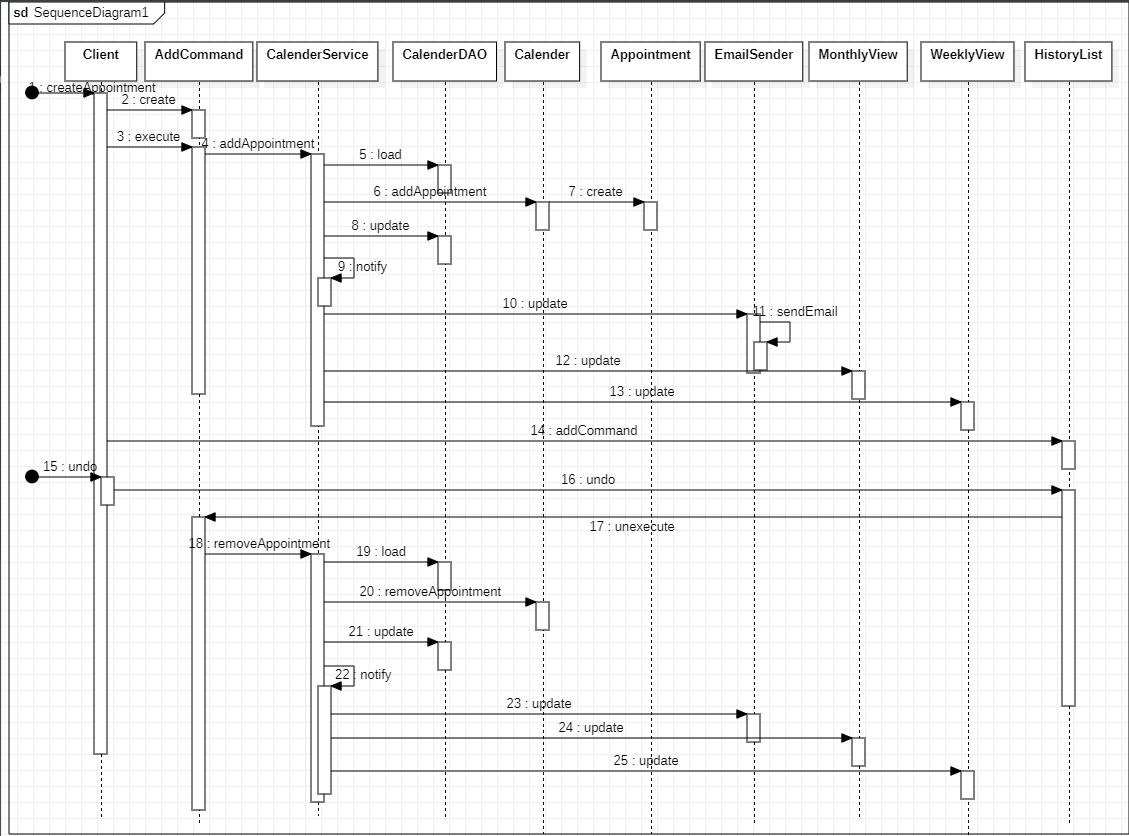 sd SequenceDiagram1
Client AddCommand CalenderService CalenderDAO Calender Appointment EmailSender MonthlyView WeeklyView HistoryList
1 : createAppointment
2 : create
3 : execute
4 : addAppointment
5 : load
6 : addAppointment
7 : create
8 : update
9 : notify
10 : update
11 : sendEmail
12 : update
13 : update
14 : addCommand
15 : undo
16 : undo
17 : unexecute
18 : removeAppointment
19 : load
20 : removeAppointment
21 : update
22 : notify
23 : update
24 : update
25 : update